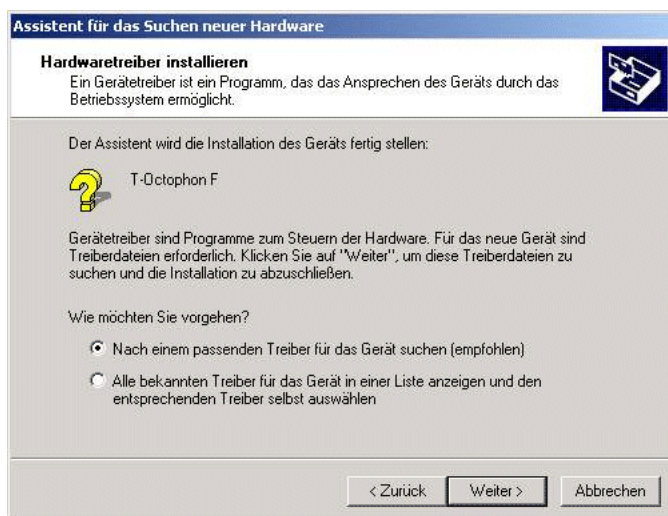 Assistent für das Suchen neuer Hardware
Hardwaretreiber installieren
Ein Gerätetreiber ist ein Programm, das das Ansprechen des Geräts durch das
Betriebssystem ermöglicht.
Der Assistent wird die Installation des Geräts fertig stellen:
T-Octophon F
Gerätetreiber sind Programme zum Steuern der Hardware. Für das neue Gerät sind
Treiberdateien erforderlich. Klicken Sie auf "Weiter", um diese Treiberdateien zu
suchen und die Installation zu abzuschließen.
Wie möchten Sie vorgehen?
Nach einem passenden Treiber für das Gerät suchen (empfohlen)
Alle bekannten Treiber für das Gerät in einer Liste anzeigen und den
entsprechenden Treiber selbst auswählen
< Zurück Weiter > Abbrechen